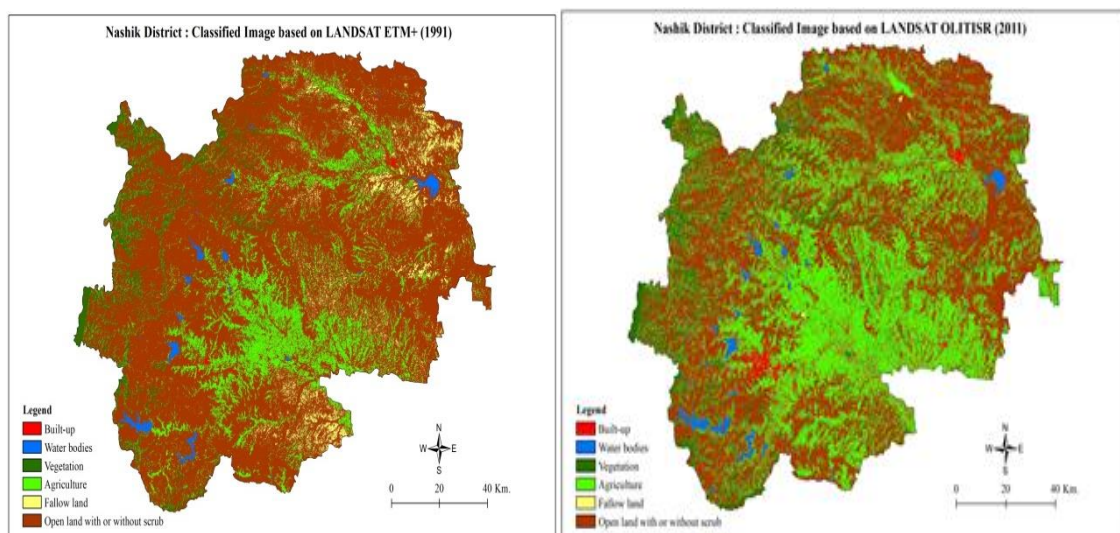 Nashik District : Classified Image based on LANDSAT ETM+ (1991)
N
W E
S
Legend
Built-up
Water bodies
Vegetation
Agriculture
Fallow land
Open land with or without scrub
0 20 40 Km.
Nashik District : Classified Image based on LANDSAT OLITISR (2011)
N
W E
S
Legend
Built-up
Water bodies
Vegetation
Agriculture
Fallow land
Open land with or without scrub
0 20 40 Km.